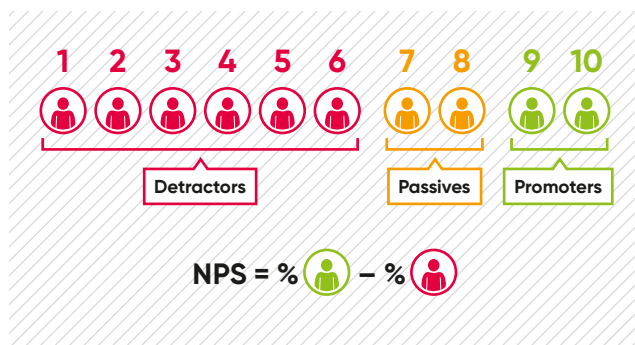 1 2 3 4 5 6 7 8 9 10
Detractors Passives Promoters
NPS = % – %